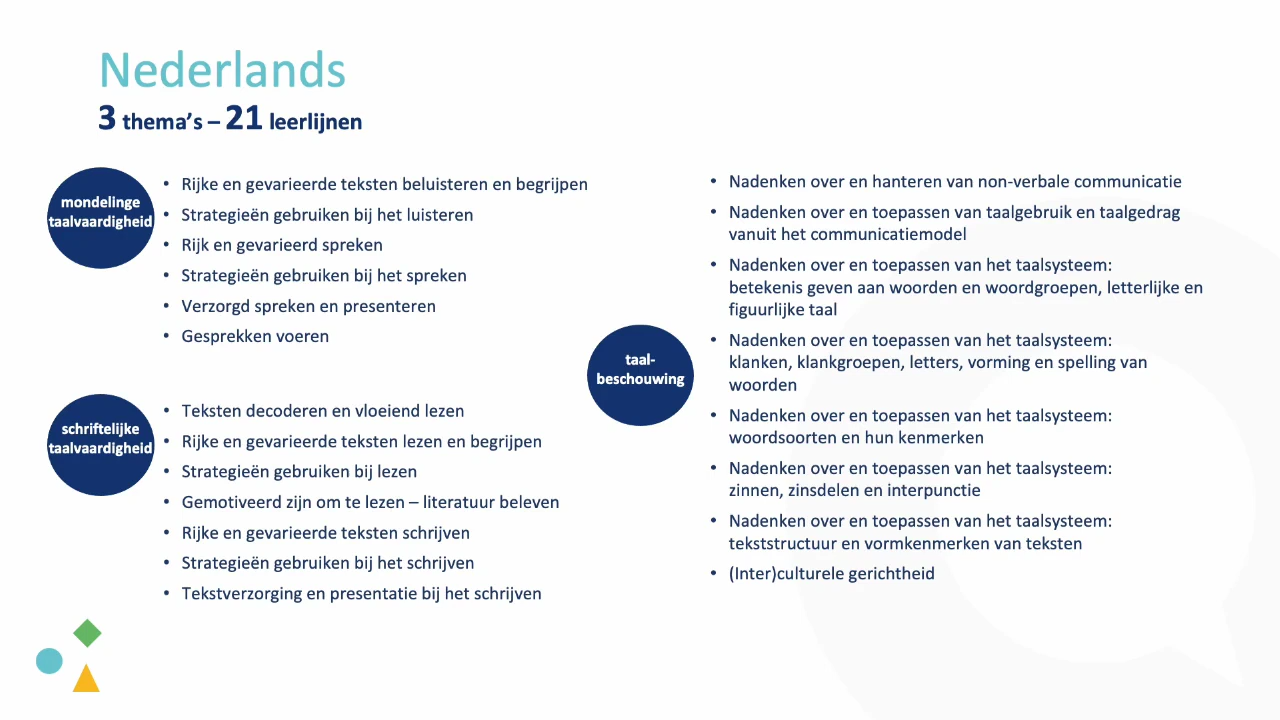 Nederlands
3 thema's – 21 leerlijnen
mondelinge
taalvaardigheid
• Rijke en gevarieerde teksten beluisteren en begrijpen
• Strategieën gebruiken bij het luisteren
• Rijk en gevarieerd spreken
• Strategieën gebruiken bij het spreken
• Verzorgd spreken en presenteren
• Gesprekken voeren
schriftelijke
taalvaardigheid
• Teksten decoderen en vloeiend lezen
• Rijke en gevarieerde teksten lezen en begrijpen
• Strategieën gebruiken bij lezen
• Gemotiveerd zijn om te lezen – literatuur beleven
• Rijke en gevarieerde teksten schrijven
• Strategieën gebruiken bij het schrijven
• Tekstverzorging en presentatie bij het schrijven
taal-
beschouwing
• Nadenken over en hanteren van non-verbale communicatie
• Nadenken over en toepassen van taalgebruik en taalgedrag
vanuit het communicatiemodel
• Nadenken over en toepassen van het taalsysteem:
betekenis geven aan woorden en woordgroepen, letterlijke en
figuurlijke taal
• Nadenken over en toepassen van het taalsysteem:
klanken, klankgroepen, letters, vorming en spelling van
woorden
• Nadenken over en toepassen van het taalsysteem:
woordsoorten en hun kenmerken
• Nadenken over en toepassen van het taalsysteem:
zinnen, zinsdelen en interpunctie
• Nadenken over en toepassen van het taalsysteem:
tekststructuur en vormkenmerken van teksten
• (Inter)culturele gerichtheid